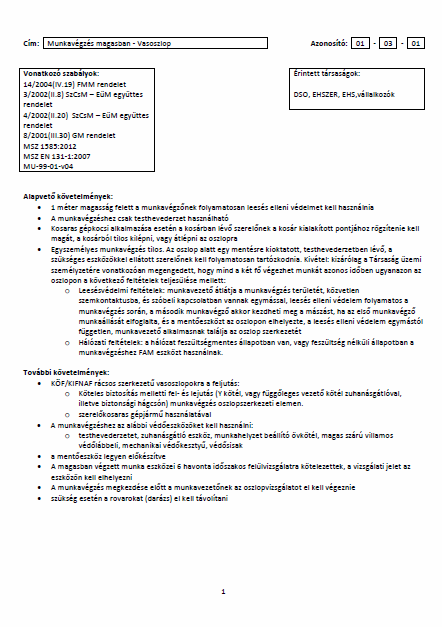 Cím: Munkavégzés magasban - Vasoszlop Azonosító: 01 - 03 - 01
Vonatkozó szabályok:
14/2004(IV.19) FMM rendelet
3/2002(II.8) SzCsM – EüM együttes
rendelet
4/2002(II.20) SzCsM – EüM együttes
rendelet
8/2001(III.30) GM rendelet
MSZ 1585:2012
MSZ EN 131-1:2007
MU-99-01-v04
Érintett társaságok:
DSO, EHSZER, EHS,vállalkozók
Alapvető követelmények:
• 1 méter magasság felett a munkavégzőnek folyamatosan leesés elleni védelmet kell használnia
• A munkavégzéshez csak testhevederzet használható
• Kosaras gépkocsi alkalmazása esetén a kosárban lévő szerelőnek a kosár kialakított pontjához rögzítenie kell
magát, a kosárból tilos kilépni, vagy átlépni az oszlopra
• Egyszemélyes munkavégzés tilos. Az oszlop alatt egy mentésre kioktatott, testhevederzetben lévő, a
szükséges eszközökkel ellátott szerelőnek kell folyamatosan tartózkodnia. Kivétel: kizárólag a Társaság üzemi
személyzetére vonatkozóan megengedett, hogy mind a két fő végezhet munkát azonos időben ugyanazon az
oszlopon a következő feltételek teljesülése mellett:
o Leesésvédelmi feltételek: munkavezető átlátja a munkavégzés területét, közvetlen
szemkontaktusba, és szóbeli kapcsolatban vannak egymással, leesés elleni védelem folyamatos a
munkavégzés során, a második munkavégző akkor kezdheti meg a mászást, ha az első munkavégző
munkaállását elfoglalta, és a mentőeszközt az oszlopon elhelyezte, a leesés elleni védelem egymástól
független, munkavezető alkalmasnak találja az oszlop szerkezetét
o Hálózati feltételek: a hálózat feszültségmentes állapotban van, vagy feszültség nélküli állapotban a
munkavégzéshez FAM eszközt használnak.
További követelmények:
• KÖF/KIFNAF rácsos szerkezetű vasoszlopokra a feljutás:
o Köteles biztosítás melletti fel- és lejutás (Y kötél, vagy függőleges vezető kötél zuhanásgátlóval,
illetve biztonsági hágcsón) munkavégzés oszlopszerkezeti elemen.
o szerelőkosaras gépjármű használatával
• A munkavégzéshez az alábbi védőeszközöket kell használni:
o testhevederzetet, zuhanásgátló eszköz, munkahelyzet beállító övkötél, magas szárú villamos
védőlábbeli, mechanikai védőkesztyű, védősisak
• a mentőeszköz legyen előkészítve
• A magasban végzett munka eszközei 6 havonta időszakos felülvizsgálatra kötelezettek, a vizsgálati jelet az
eszközön kell elhelyezni
• A munkavégzés megkezdése előtt a munkavezetőnek az oszlopvizsgálatot el kell végeznie
• szükség esetén a rovarokat (darázs) el kell távolítani
1